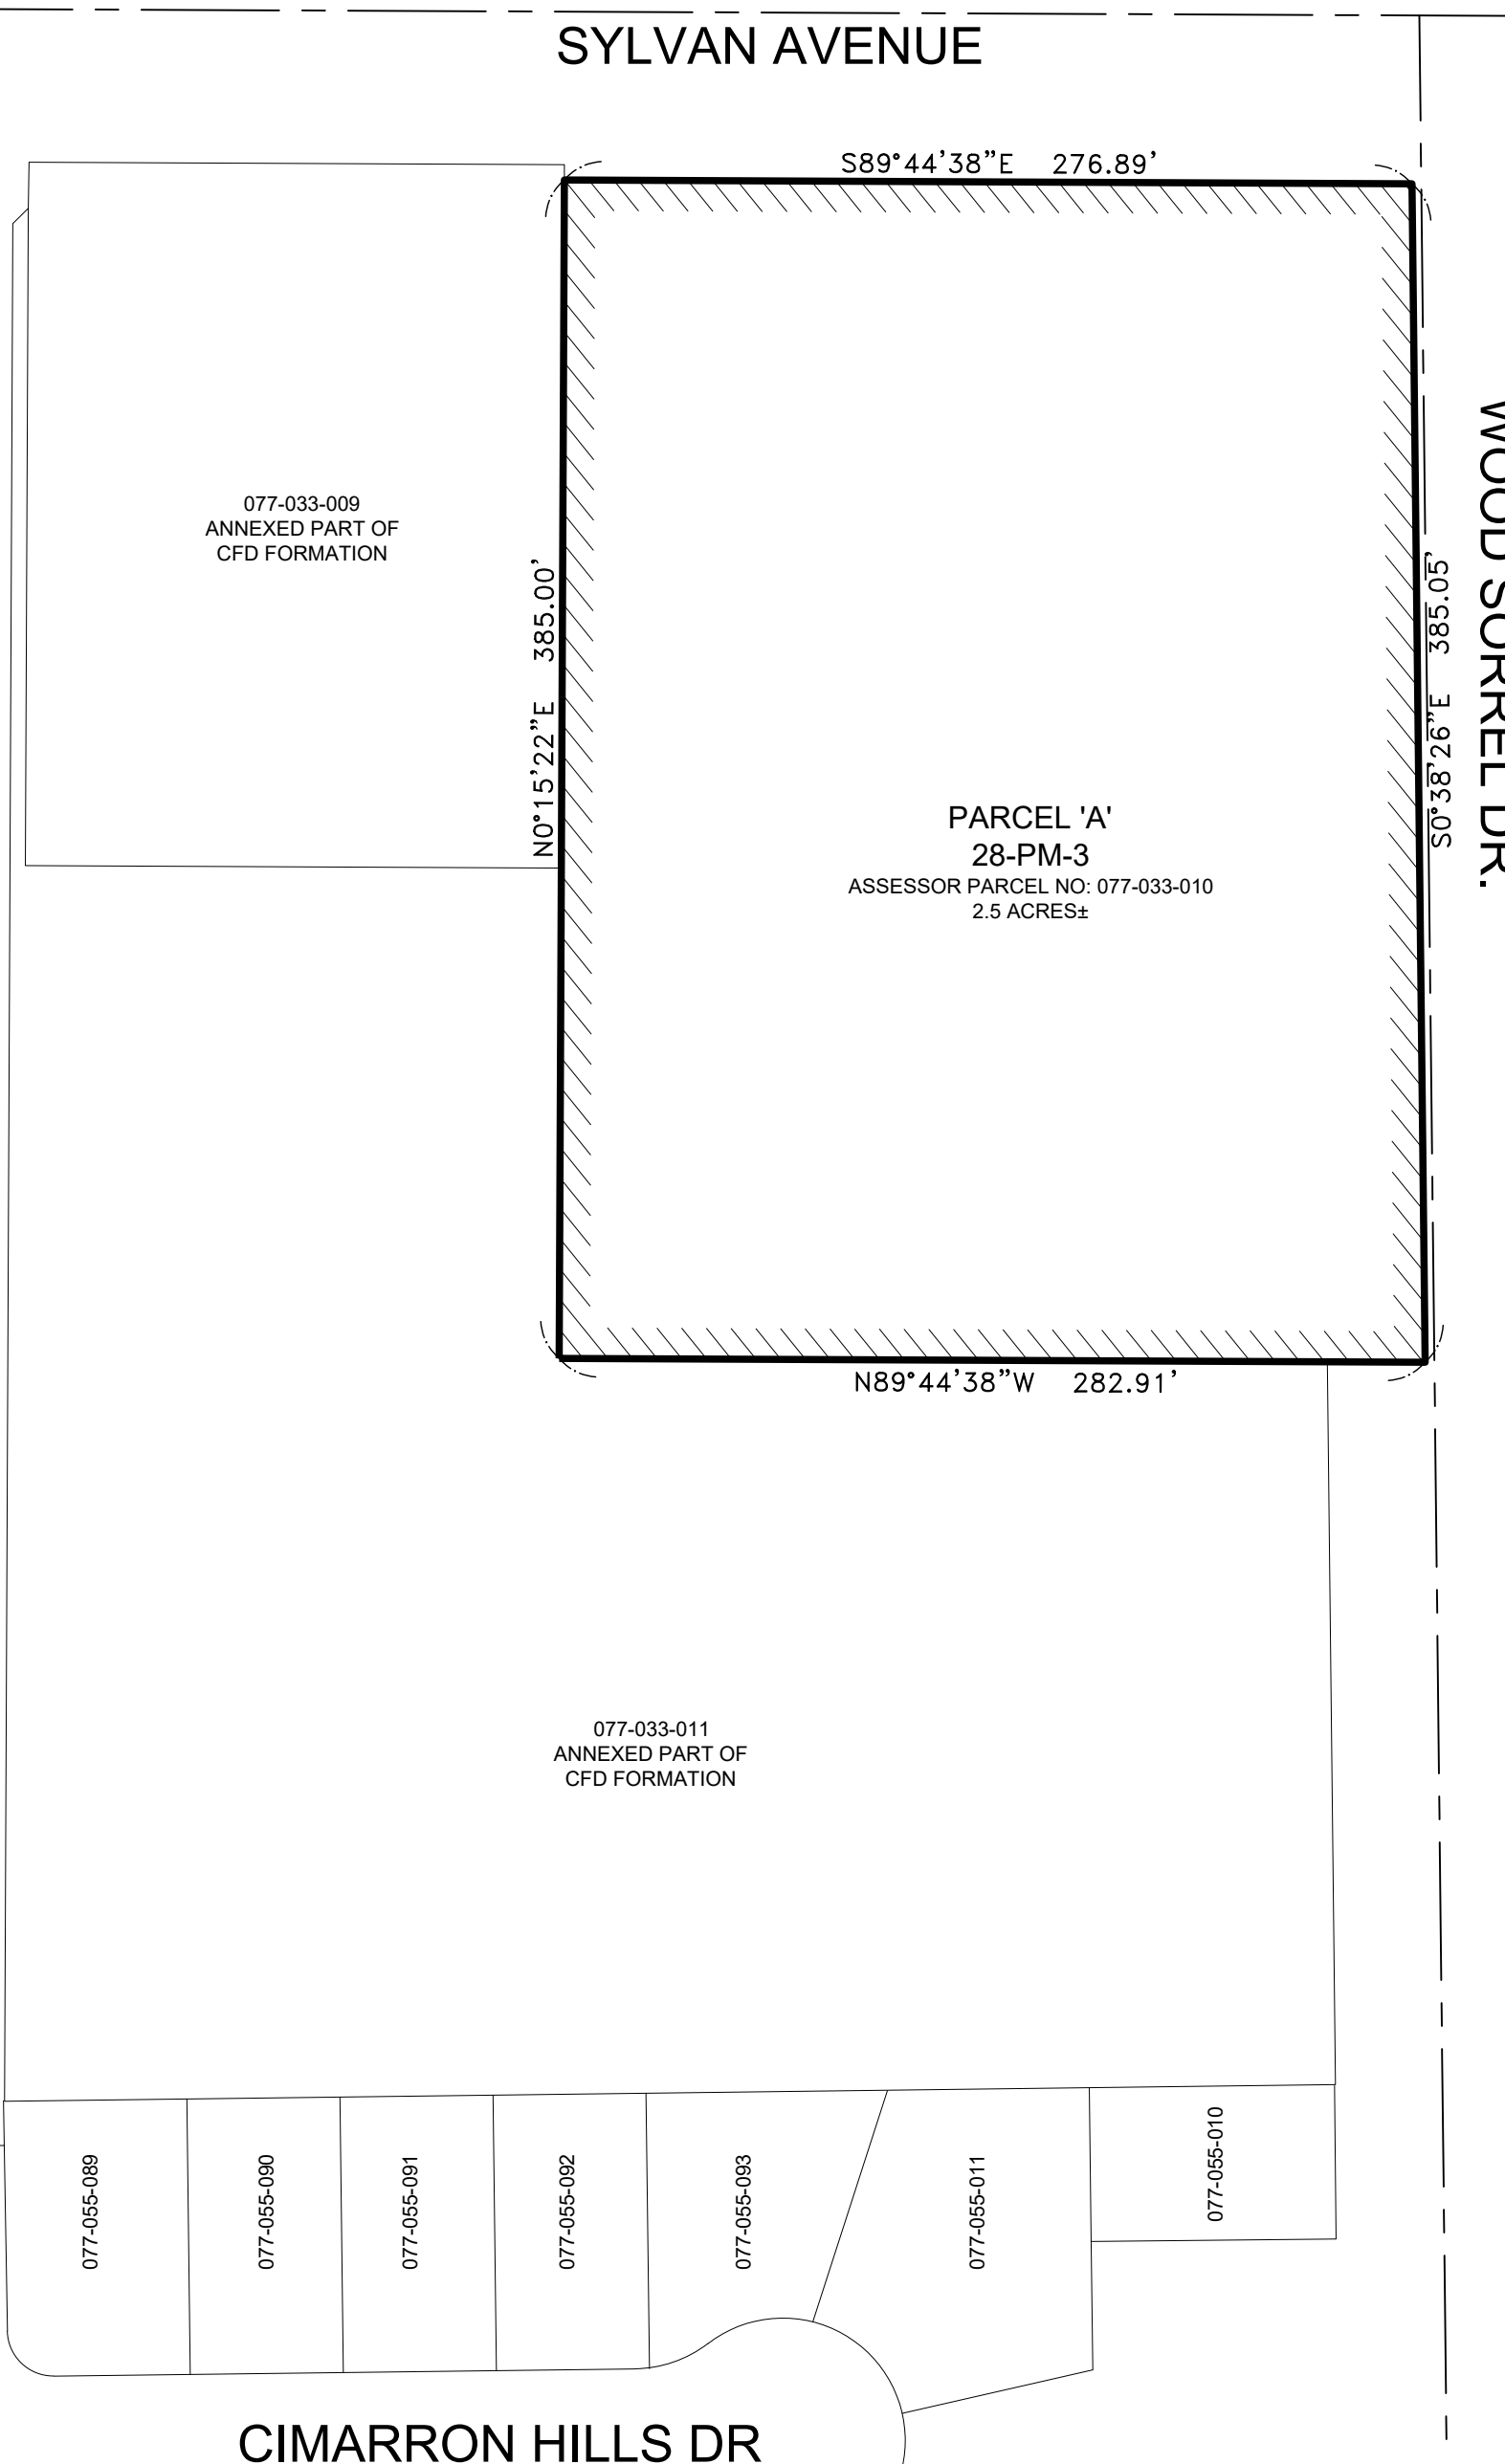 SYLVAN AVENUE
S89°44'38"E 276.89'
077-033-009
ANNEXED PART OF
CFD FORMATION
N0°15'22"E 385.00'
S0°38'26"E 385.05'
WOOD SORREL DR.
PARCEL 'A'
28-PM-3
ASSESSOR PARCEL NO: 077-033-010
2.5 ACRES±
N89°44'38"W 282.91'
077-033-011
ANNEXED PART OF
CFD FORMATION
077-055-089
077-055-090
077-055-091
077-055-092
077-055-093
077-055-011
077-055-010
CIMARRON HILLS DR